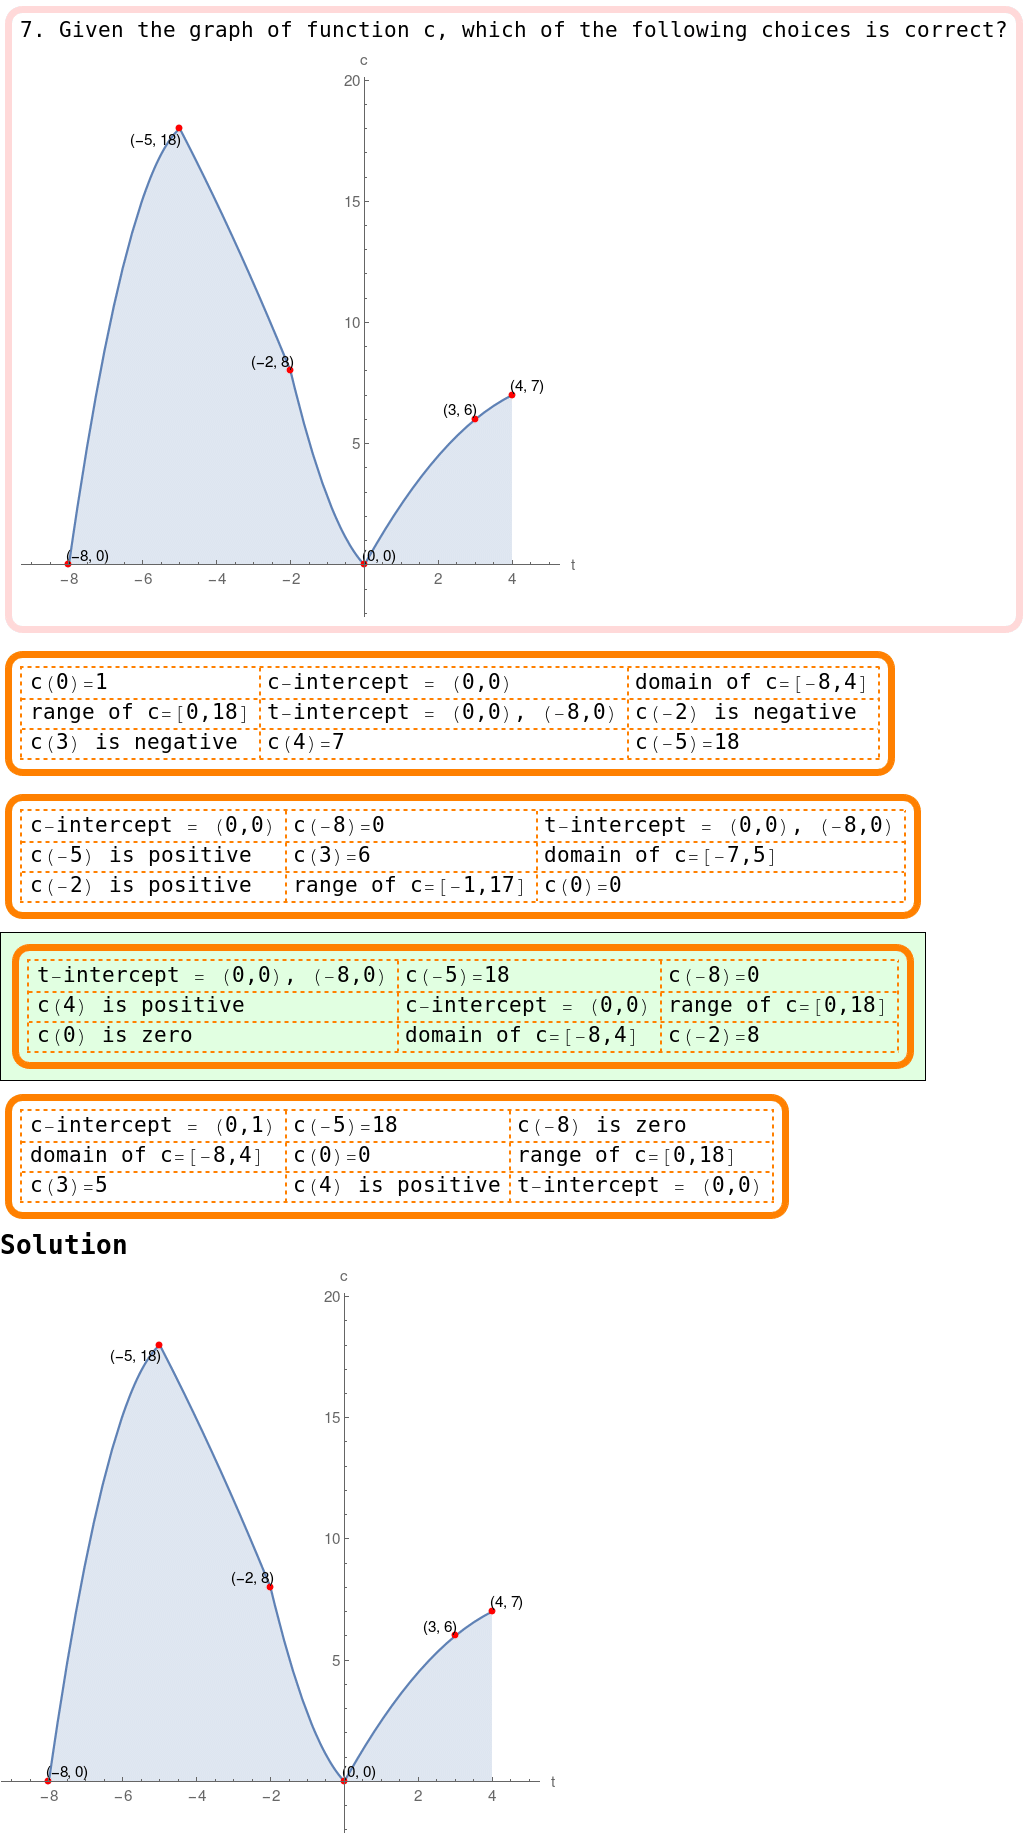 7. Given the graph of function c, which of the following choices is correct?
c
20
(−5, 18)
15
10
(−2, 8)
(4, 7)
(3, 6)
5
(−8, 0) (0, 0)
t
−8 −6 −4 −2 2 4
c(0)=1 c-intercept = (0,0) domain of c=[-8,4]
range of c=[0,18] t-intercept = (0,0), (-8,0) c(-2) is negative
c(3) is negative c(4)=7 c(-5)=18
c-intercept = (0,0) c(-8)=0 t-intercept = (0,0), (-8,0)
c(-5) is positive c(3)=6 domain of c=[-7,5]
c(-2) is positive range of c=[-1,17] c(0)=0
t-intercept = (0,0), (-8,0) c(-5)=18 c(-8)=0
c(4) is positive c-intercept = (0,0) range of c=[0,18]
c(0) is zero domain of c=[-8,4] c(-2)=8
c-intercept = (0,1) c(-5)=18 c(-8) is zero
domain of c=[-8,4] c(0)=0 range of c=[0,18]
c(3)=5 c(4) is positive t-intercept = (0,0)
Solution
c
20
(−5, 18)
15
10
(−2, 8)
(4, 7)
(3, 6)
5
(−8, 0) (0, 0)
t
−8 −6 −4 −2 2 4